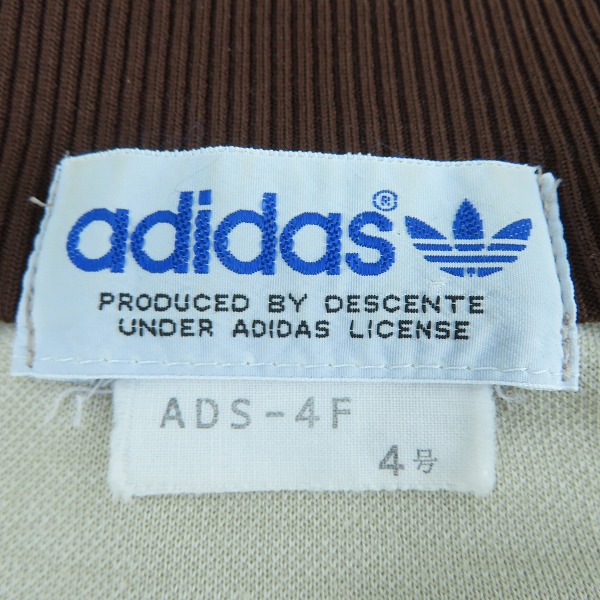 adidas®
PRODUCED BY DESCENTE
UNDER ADIDAS LICENSE
ADS-4F
4号